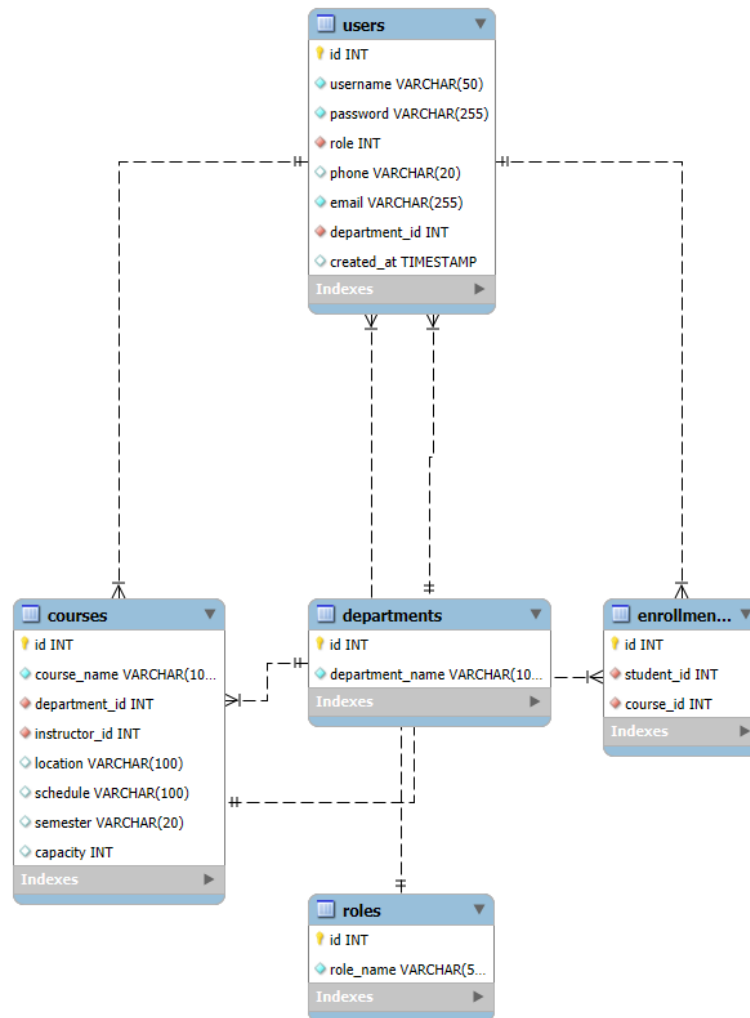 users
id INT
username VARCHAR(50)
password VARCHAR(255)
role INT
phone VARCHAR(20)
email VARCHAR(255)
department_id INT
created_at TIMESTAMP
Indexes
courses
id INT
course_name VARCHAR(10...
department_id INT
instructor_id INT
location VARCHAR(100)
schedule VARCHAR(100)
semester VARCHAR(20)
capacity INT
Indexes
departments
id INT
department_name VARCHAR(10...
Indexes
enrollmen...
id INT
student_id INT
course_id INT
Indexes
roles
id INT
role_name VARCHAR(5...
Indexes